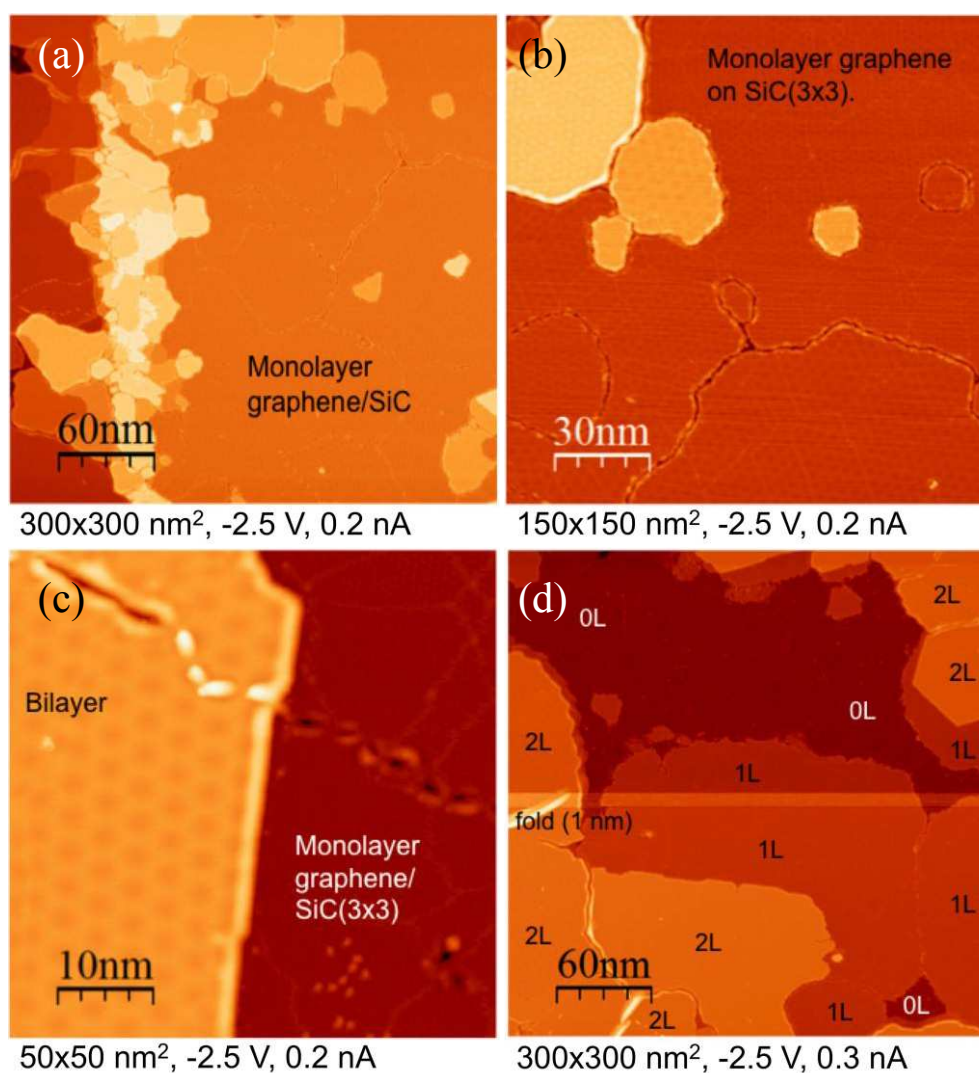 (a)
Monolayer
graphene/SiC
60nm
300x300 nm², -2.5 V, 0.2 nA
(b)
Monolayer graphene
on SiC(3x3).
30nm
150x150 nm², -2.5 V, 0.2 nA
(c)
Bilayer
Monolayer
graphene/
SiC(3x3)
10nm
50x50 nm², -2.5 V, 0.2 nA
(d)
0L
2L
2L
0L
2L
1L
1L
fold (1 nm)
1L
1L
2L
2L
60nm
0L
2L
1L
300x300 nm², -2.5 V, 0.3 nA